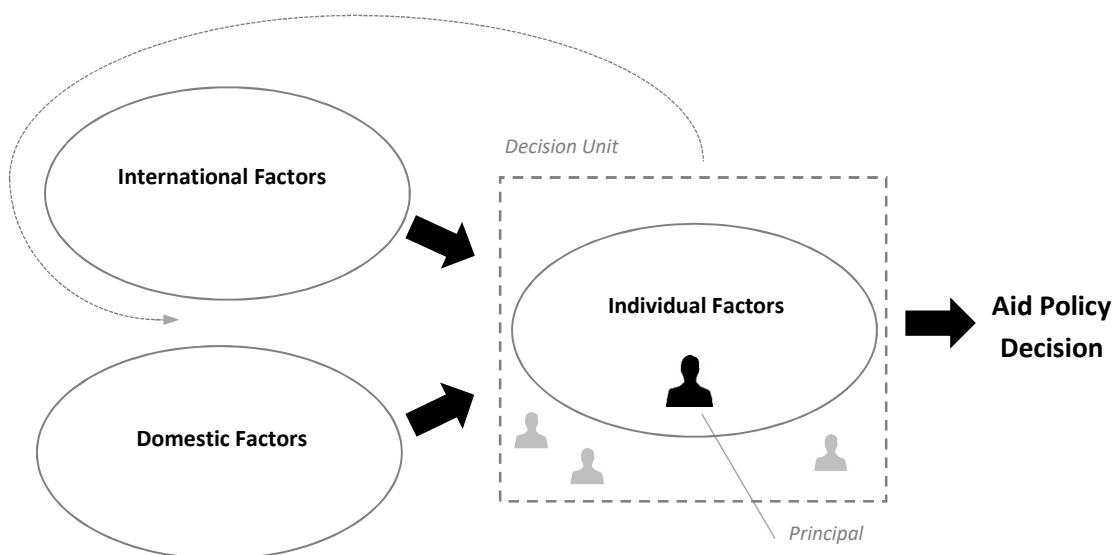 Decision Unit
International Factors
Individual Factors
Aid Policy
Decision
Domestic Factors
Principal